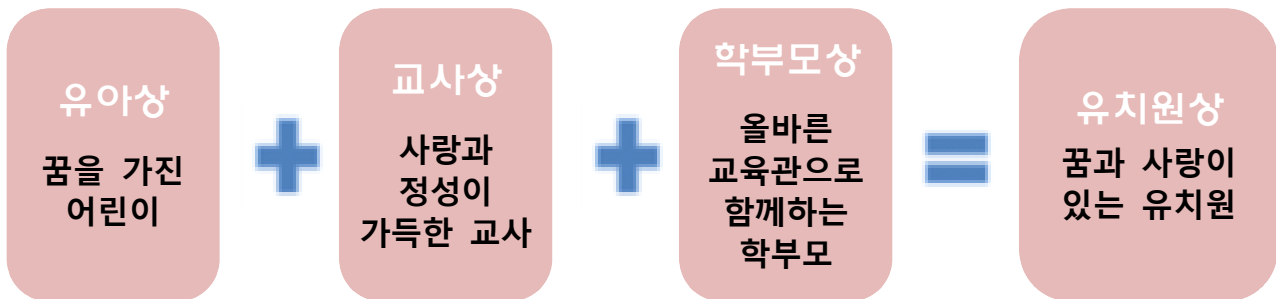 유아상
꿈을 가진
어린이
교사상
사랑과
정성이
가득한 교사
학부모상
올바른
교육관으로
함께하는
학부모
유치원상
꿈과 사랑이
있는 유치원